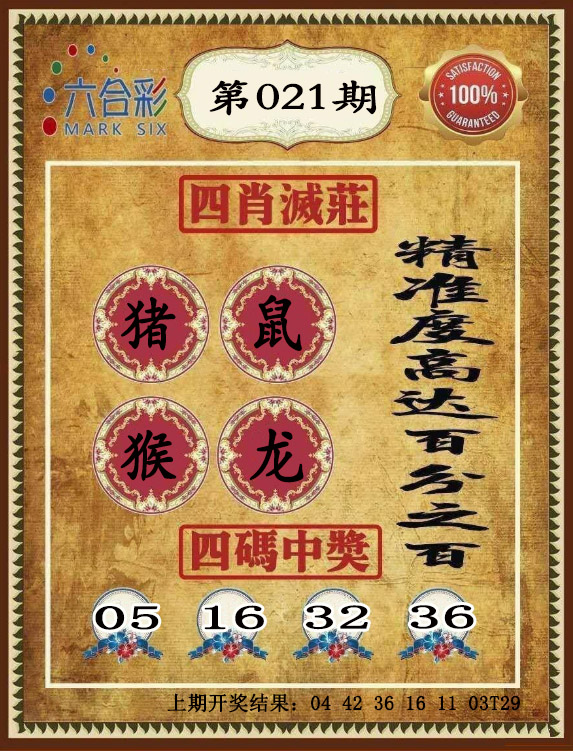 六合彩
MARK SIX
第021期
SATISFACTION
100%
GUARANTEED
四肖滅莊
猪
鼠
猴
龙
精准度高达百分之百
四碼中獎
05 16 32 36
上期开奖结果：04 42 36 16 11 03T29